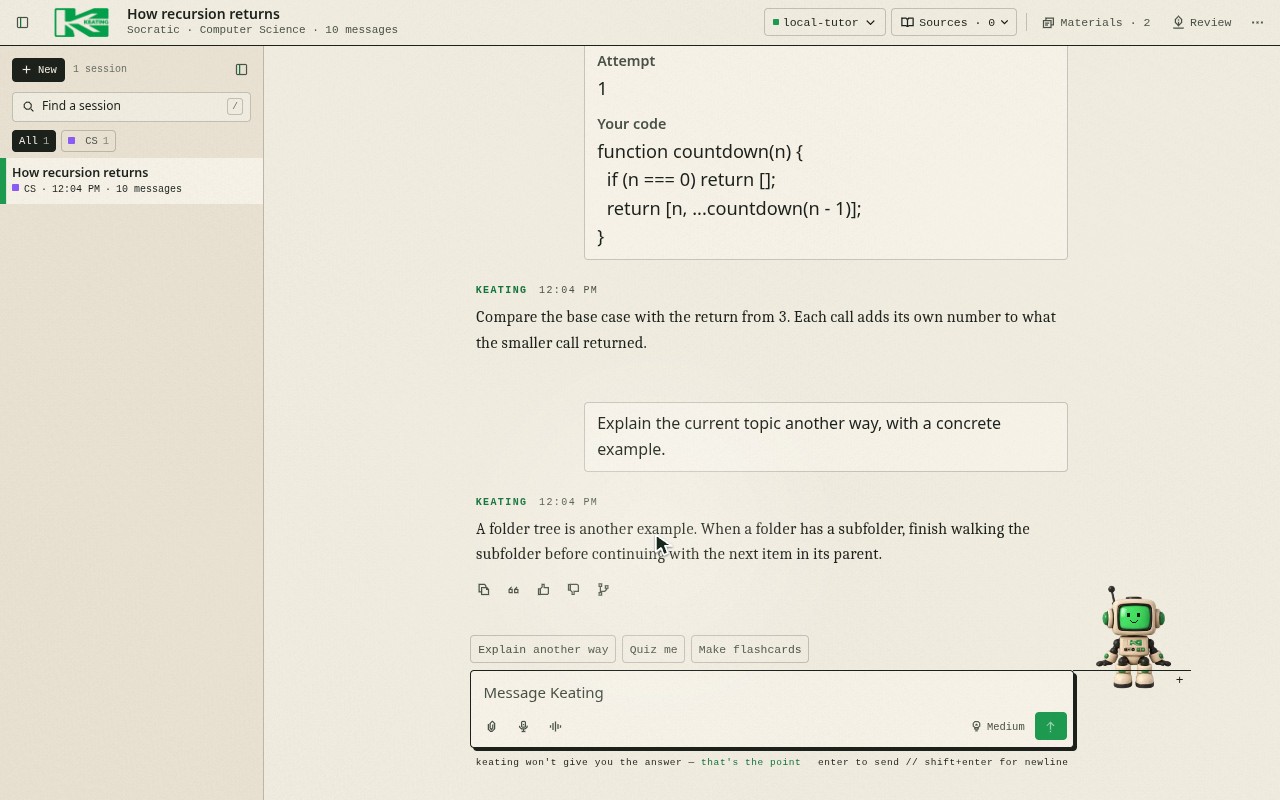 KEATING
How recursion returns
Socratic · Computer Science · 10 messages
local-tutor
Sources · 0
Materials · 2
Review
New
1 session
Find a session
/
All 1
CS 1
How recursion returns
CS · 12:04 PM · 10 messages
Attempt
1
Your code
function countdown(n) {
if (n === 0) return [];
return [n, ...countdown(n - 1)];
}
KEATING 12:04 PM
Compare the base case with the return from 3. Each call adds its own number to what
the smaller call returned.
Explain the current topic another way, with a concrete
example.
KEATING 12:04 PM
A folder tree is another example. When a folder has a subfolder, finish walking the
subfolder before continuing with the next item in its parent.
Explain another way
Quiz me
Make flashcards
Message Keating
Medium
keating won't give you the answer — that's the point
enter to send // shift+enter for newline